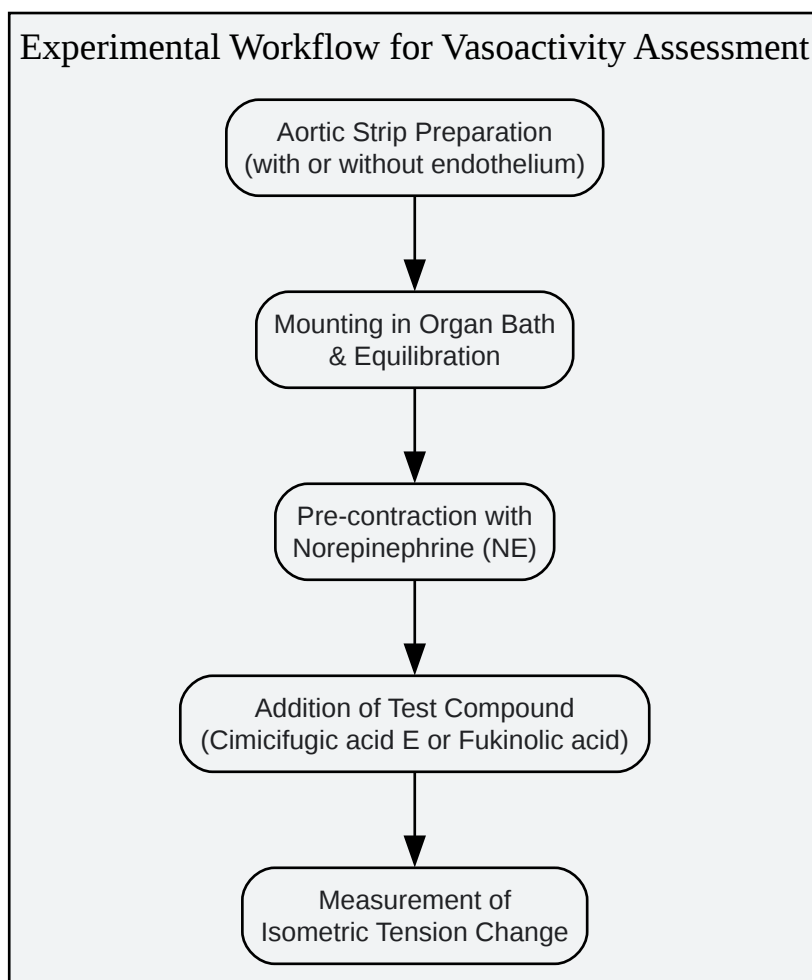 Experimental Workflow for Vasoactivity Assessment
Aortic Strip Preparation
(with or without endothelium)
Mounting in Organ Bath
& Equilibration
Pre-contraction with
Norepinephrine (NE)
Addition of Test Compound
(Cimicifugic acid E or Fukinolic acid)
Measurement of
Isometric Tension Change